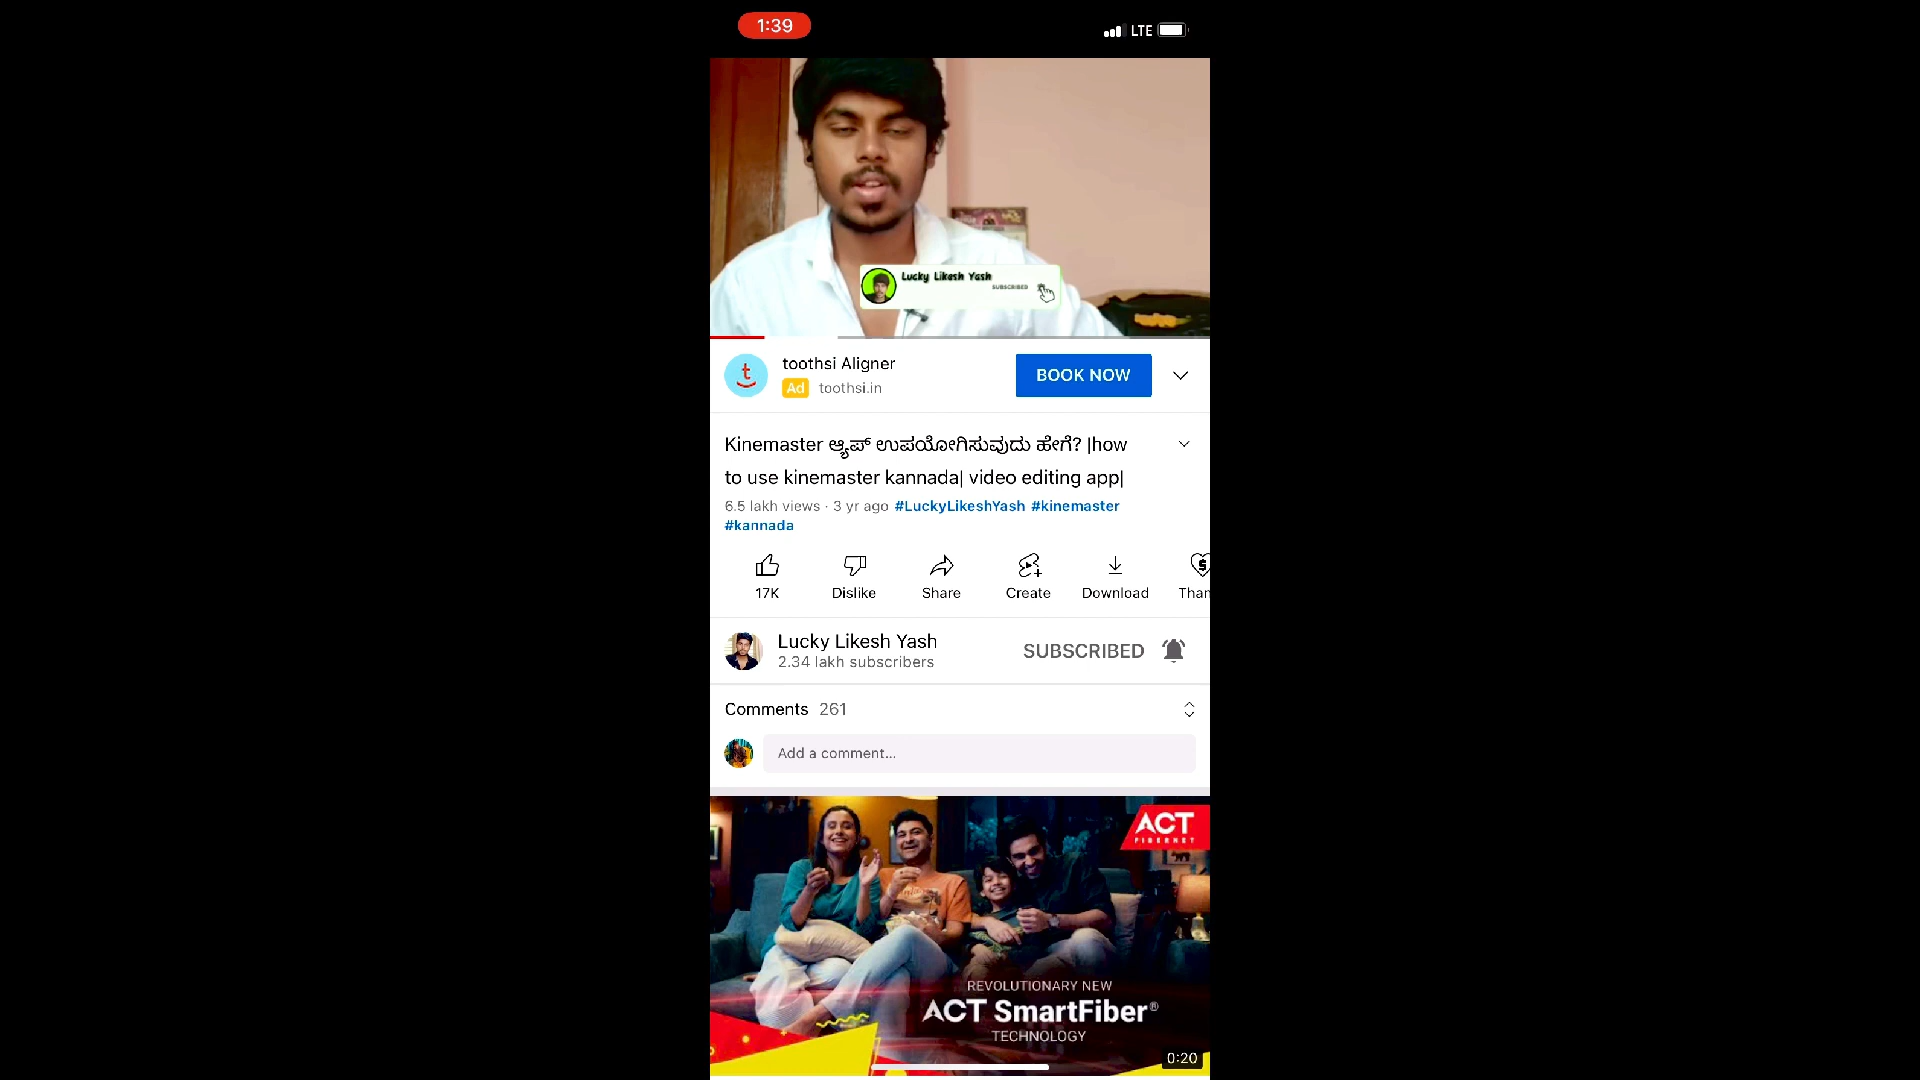 1:39
LTE
Lucky Likesh Yash
SUBSCRIBED
toothsi Aligner
Ad toothsi.in
BOOK NOW
Kinemaster ಆ್ಯಪ್ ಉಪಯೋಗಿಸುವುದು ಹೇಗೆ? |how
to use kinemaster kannada| video editing app|
6.5 lakh views · 3 yr ago #LuckyLikeshYash #kinemaster
#kannada
17K
Dislike
Share
Create
Download
Than
Lucky Likesh Yash
2.34 lakh subscribers
SUBSCRIBED
Comments 261
Add a comment...
ACT
FIBERNET
REVOLUTIONARY NEW
ACT SmartFiber®
TECHNOLOGY
0:20